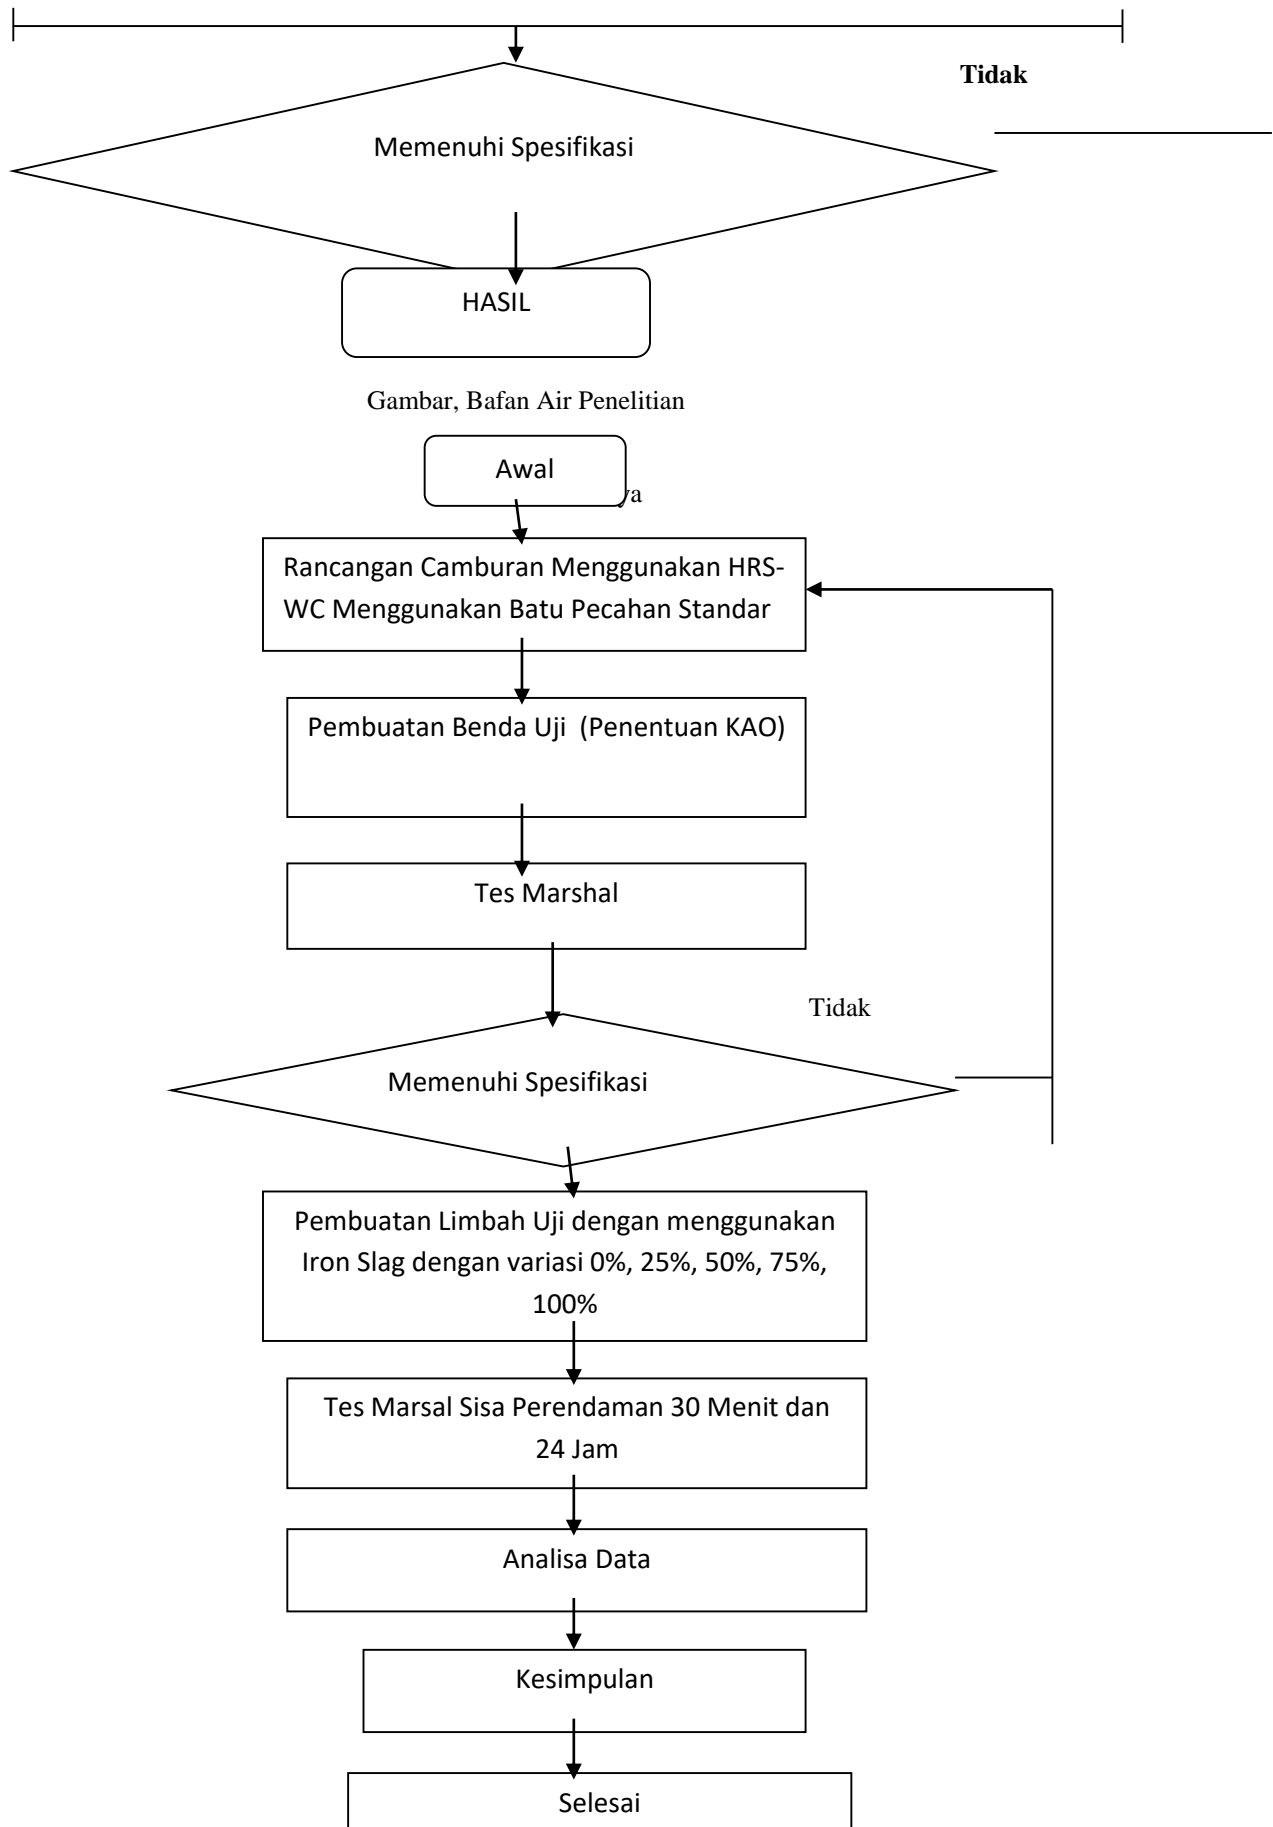 Tidak
Memenuhi Spesifikasi
HASIL
Gambar, Bafan Air Penelitian
Awal
ya
Rancangan Camburan Menggunakan HRS-
WC Menggunakan Batu Pecahan Standar
Pembuatan Benda Uji (Penentuan KAO)
Tes Marshal
Tidak
Memenuhi Spesifikasi
Pembuatan Limbah Uji dengan menggunakan
Iron Slag dengan variasi 0%, 25%, 50%, 75%,
100%
Tes Marsal Sisa Perendaman 30 Menit dan
24 Jam
Analisa Data
Kesimpulan
Selesai